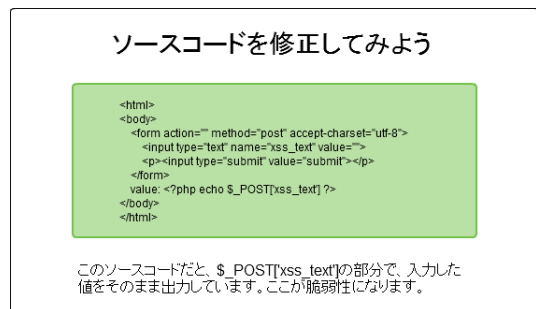 ソースコードを修正してみよう
<html>
<body>
<form action="" method="post" accept-charset="utf-8">
<input type="text" name="xss_text" value="">
<p><input type="submit" value="submit"></p>
</form>
value: <?php echo $_POST['xss_text'] ?>
</body>
</html>
このソースコードだと、$_POST['xss_text']の部分で、入力した
値をそのまま出力しています。ここが脆弱性になります。